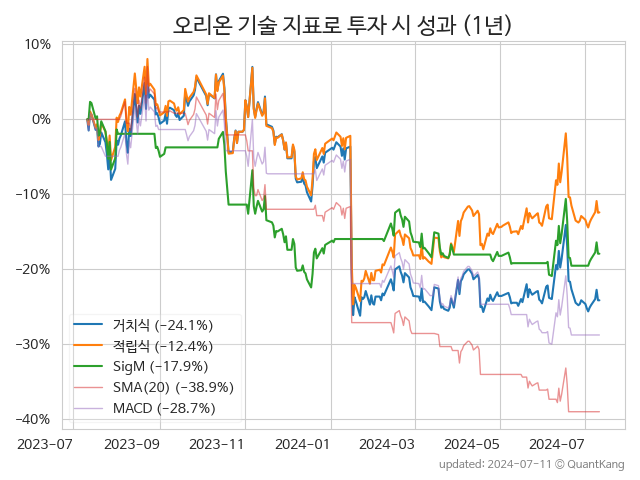 오리온 기술 지표로 투자 시 성과 (1년)
10%
0%
−10%
−20%
−30%
−40%
거치식 (−24.1%)
적립식 (−12.4%)
SigM (−17.9%)
SMA(20) (−38.9%)
MACD (−28.7%)
2023-07 2023-09 2023-11 2024-01 2024-03 2024-05 2024-07
updated: 2024-07-11 © QuantKang